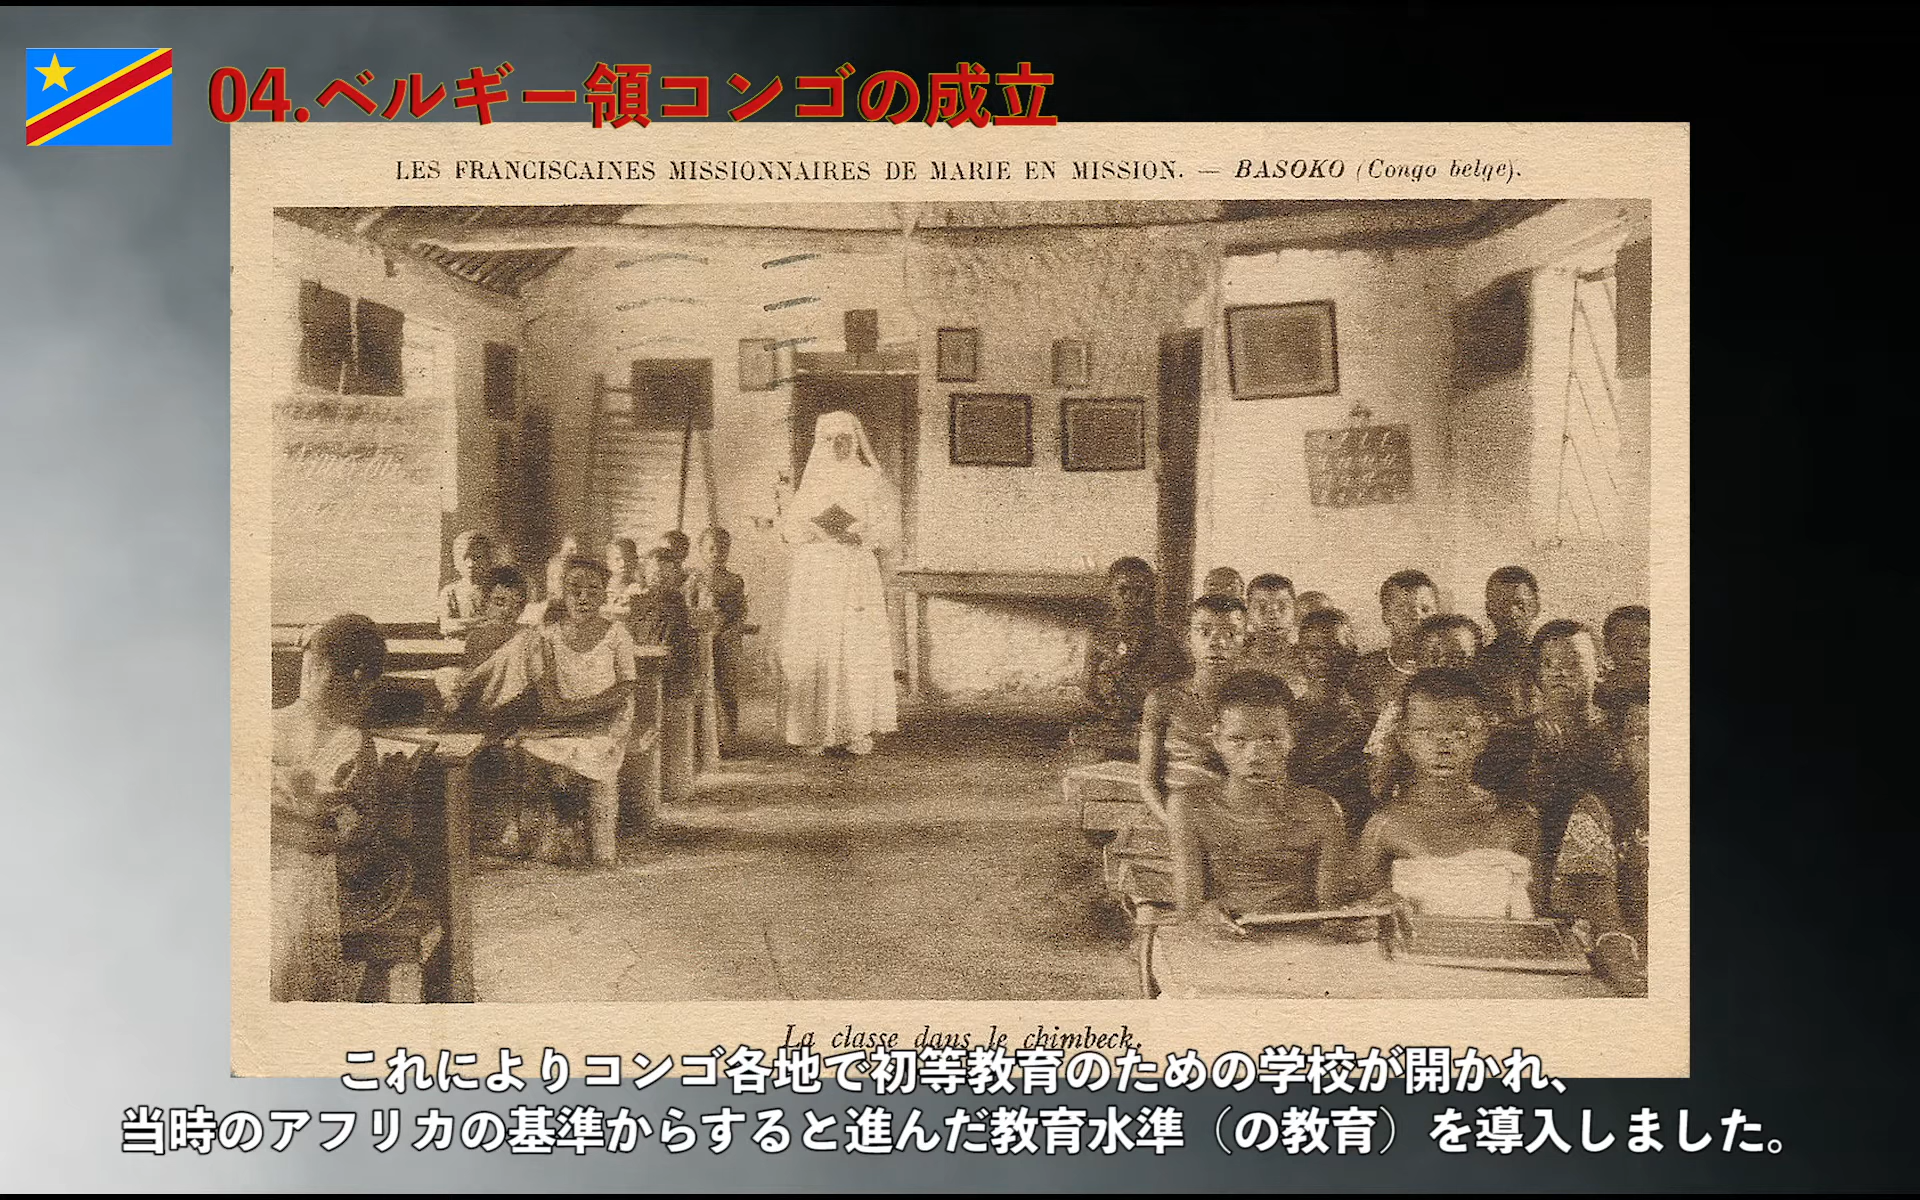 04.ベルギー領コンゴの成立
LES FRANCISCAINES MISSIONNAIRES DE MARIE EN MISSION. — BASOKO (Congo belge).
La classe dans le chimbeck.
これによりコンゴ各地で初等教育のための学校が開かれ、
当時のアフリカの基準からすると進んだ教育水準（の教育）を導入しました。